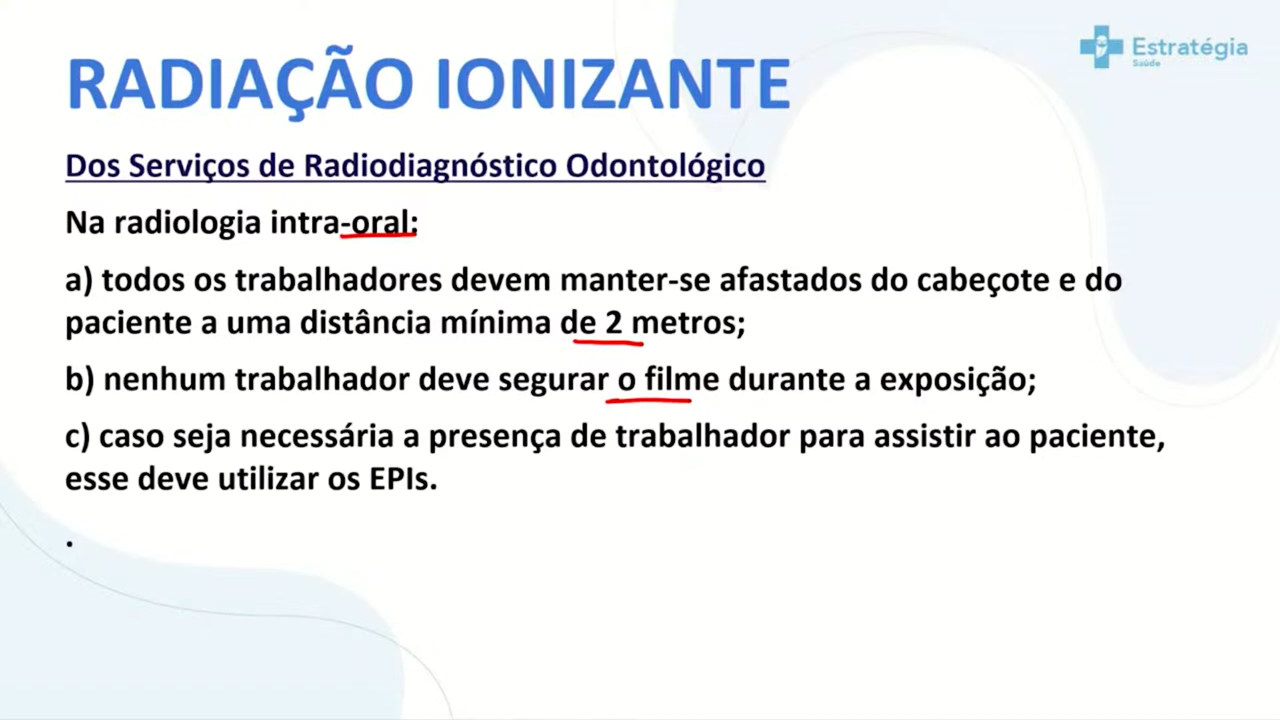 Estratégia
Saúde
RADIAÇÃO IONIZANTE
Dos Serviços de Radiodiagnóstico Odontológico
Na radiologia intra-oral:
a) todos os trabalhadores devem manter-se afastados do cabeçote e do
paciente a uma distância mínima de 2 metros;
b) nenhum trabalhador deve segurar o filme durante a exposição;
c) caso seja necessária a presença de trabalhador para assistir ao paciente,
esse deve utilizar os EPIs.
.